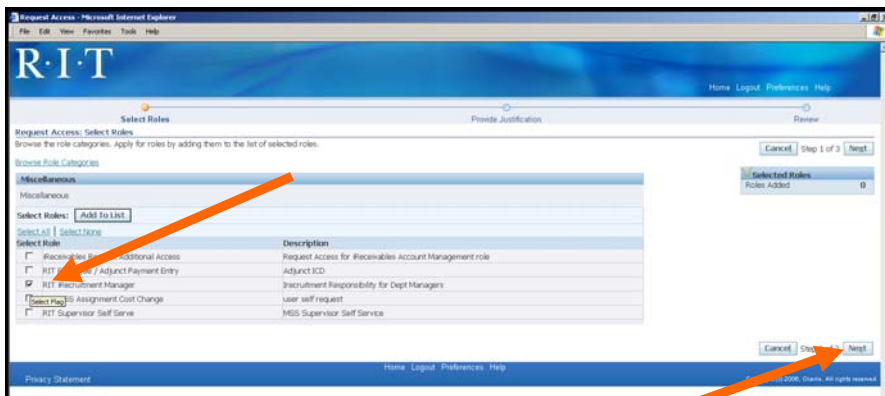 Request Access - Microsoft Internet Explorer
File Edit View Favorites Tools Help
R·I·T
Home Logout Preferences Help
Select Roles Provide Justification Review
Request Access: Select Roles
Browse the role categories. Apply for roles by adding them to the list of selected roles.
Cancel Step 1 of 3 Next
Browse Role Categories
Miscellaneous
Selected Roles
Miscellaneous
Roles Added 0
Select Roles: Add To List
Select All | Select None
Select Role Description
iReceivables Additional Access Request Access for iReceivables Account Management role
RIT / Adjunct Payment Entry Adjunct ICD
RIT iRecruitment Manager Irecruitment Responsibility for Dept Managers
Assignment Cost Change user self request
Select Flag
RIT Supervisor Self Serve MSS Supervisor Self Service
Cancel Next
Home Logout Preferences Help
Privacy Statement 2006, Oracle. All rights reserved.